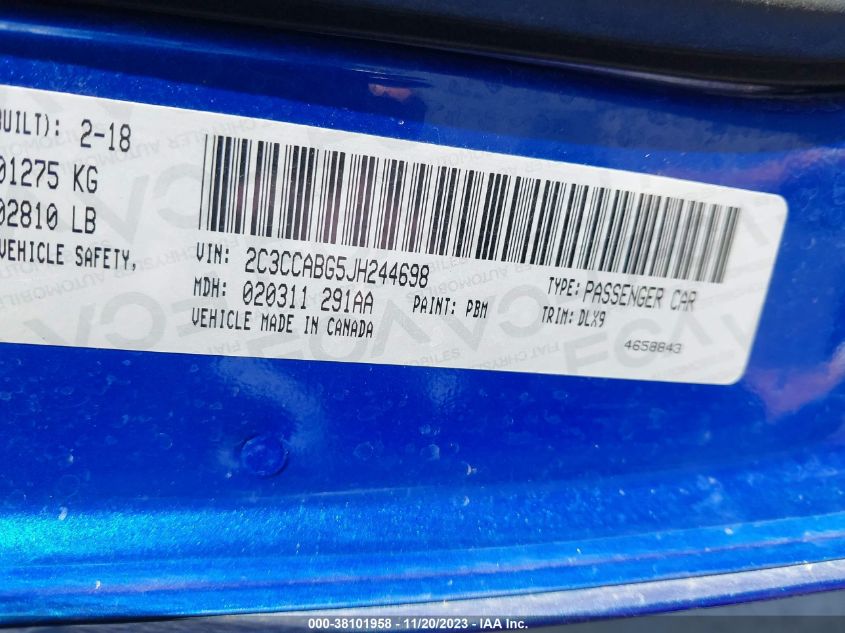 BUILT): 2-18
01275 KG
02810 LB
VEHICLE SAFETY,
VIN: 2C3CCABG5JH244698
TYPE: PASSENGER CAR
MDH: 020311 291AA PAINT: PBM TRIM: DLX9
VEHICLE MADE IN CANADA
4658843
000-38101958 - 11/20/2023 - IAA Inc.